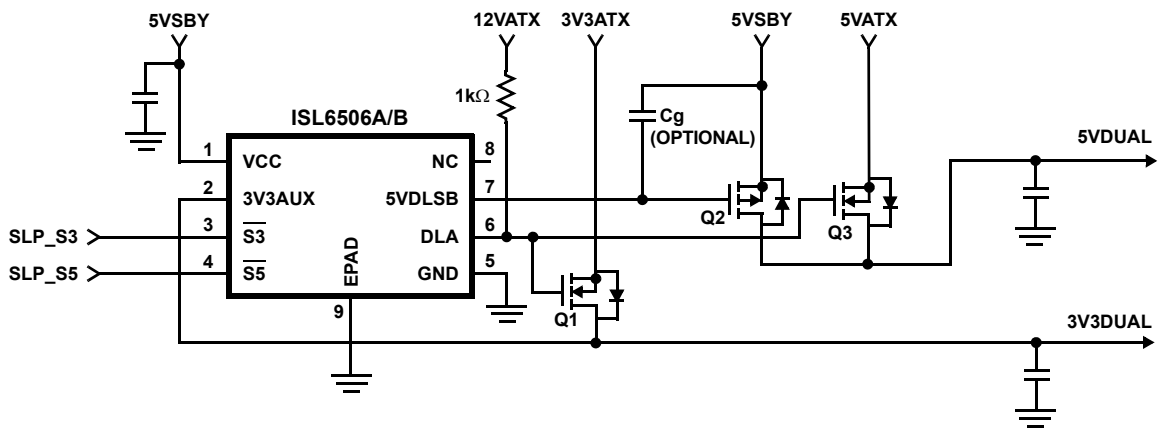 5VSBY
12VATX
3V3ATX
5VSBY
5VATX
1kΩ
Cg
(OPTIONAL)
ISL6506A/B
1
VCC
NC
8
5VDUAL
2
3V3AUX
5VDLSB
7
Q2
Q3
SLP_S3
3
S3
DLA
6
SLP_S5
4
S5
EPAD
GND
5
9
Q1
3V3DUAL